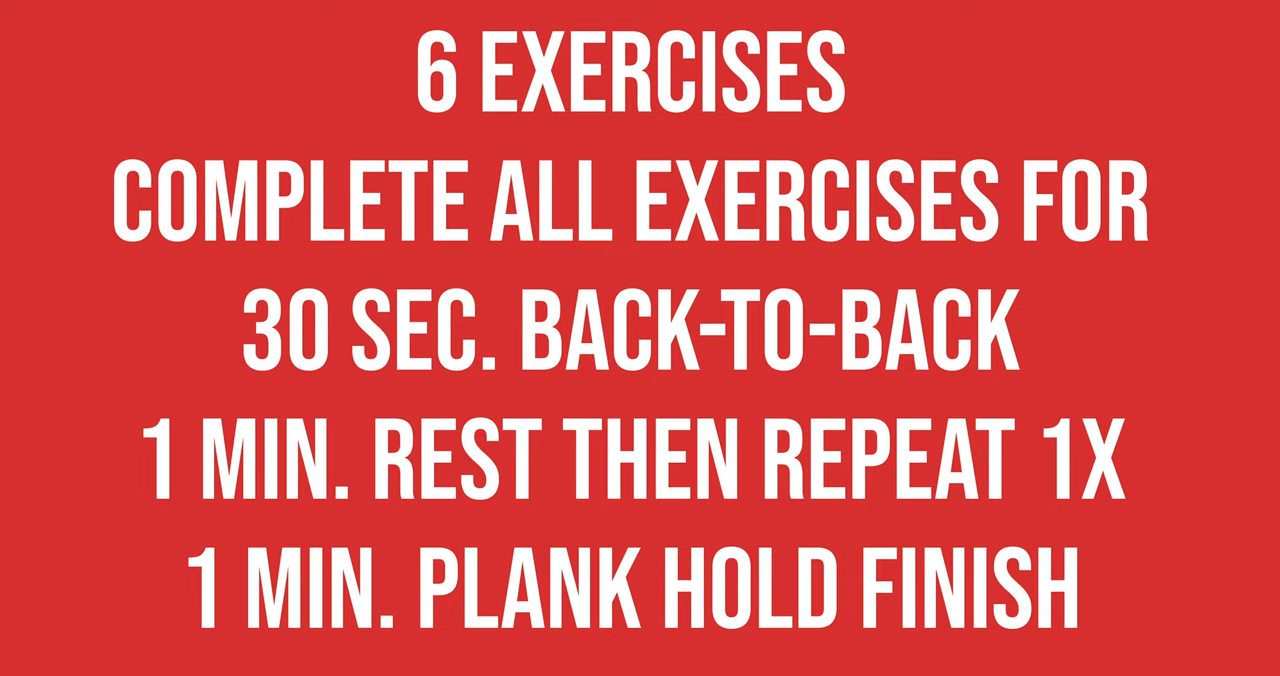 6 EXERCISES
COMPLETE ALL EXERCISES FOR
30 SEC. BACK-TO-BACK
1 MIN. REST THEN REPEAT 1X
1 MIN. PLANK HOLD FINISH